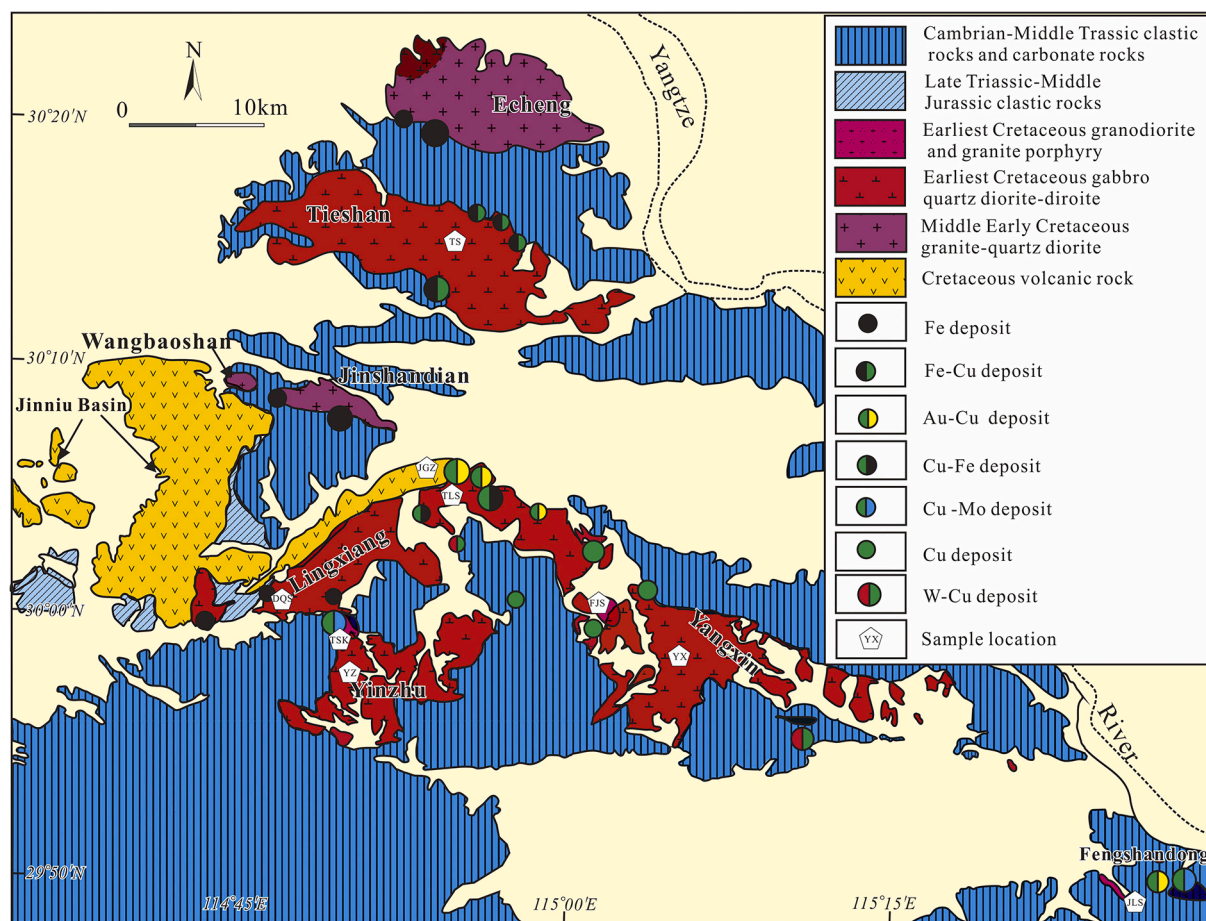 N
0 10km
30°20′N
30°10′N
30°00′N
29°50′N
114°45′E
115°00′E
115°15′E
Yangtze
River
Echeng
Tieshan
TS
Wangbaoshan
Jinshandian
Jinniu Basin
JGZ
TLS
Lingxiang
DQS
TSK
YZ
Yinzhu
FJS
YX
Yangxin
Fengshandong
JLS
Cambrian-Middle Trassic clastic
rocks and carbonate rocks
Late Triassic-Middle
Jurassic clastic rocks
Earliest Cretaceous granodiorite
and granite porphyry
Earliest Cretaceous gabbro
quartz diorite-diroite
Middle Early Cretaceous
granite-quartz diorite
Cretaceous volcanic rock
Fe deposit
Fe-Cu deposit
Au-Cu deposit
Cu-Fe deposit
Cu -Mo deposit
Cu deposit
W-Cu deposit
YX
Sample location